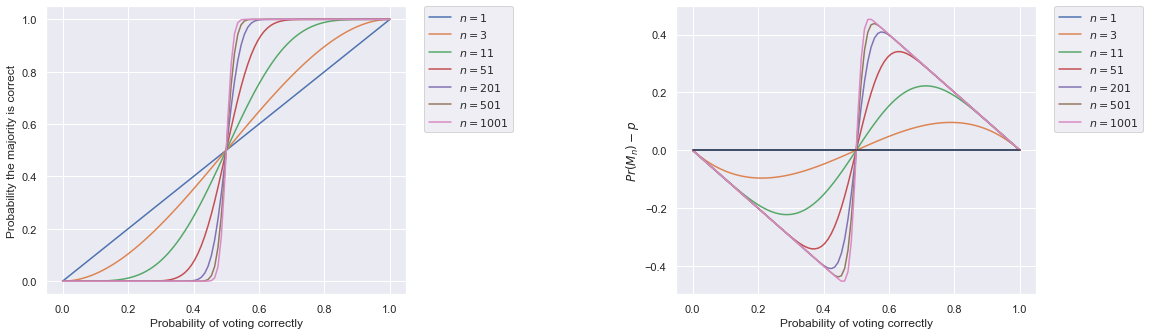 Probability the majority is correct
1.0
0.8
0.6
0.4
0.2
0.0
0.0 0.2 0.4 0.6 0.8 1.0
Probability of voting correctly
n = 1
n = 3
n = 11
n = 51
n = 201
n = 501
n = 1001
Pr(Mn) − p
0.4
0.2
0.0
−0.2
−0.4
0.0 0.2 0.4 0.6 0.8 1.0
Probability of voting correctly
n = 1
n = 3
n = 11
n = 51
n = 201
n = 501
n = 1001